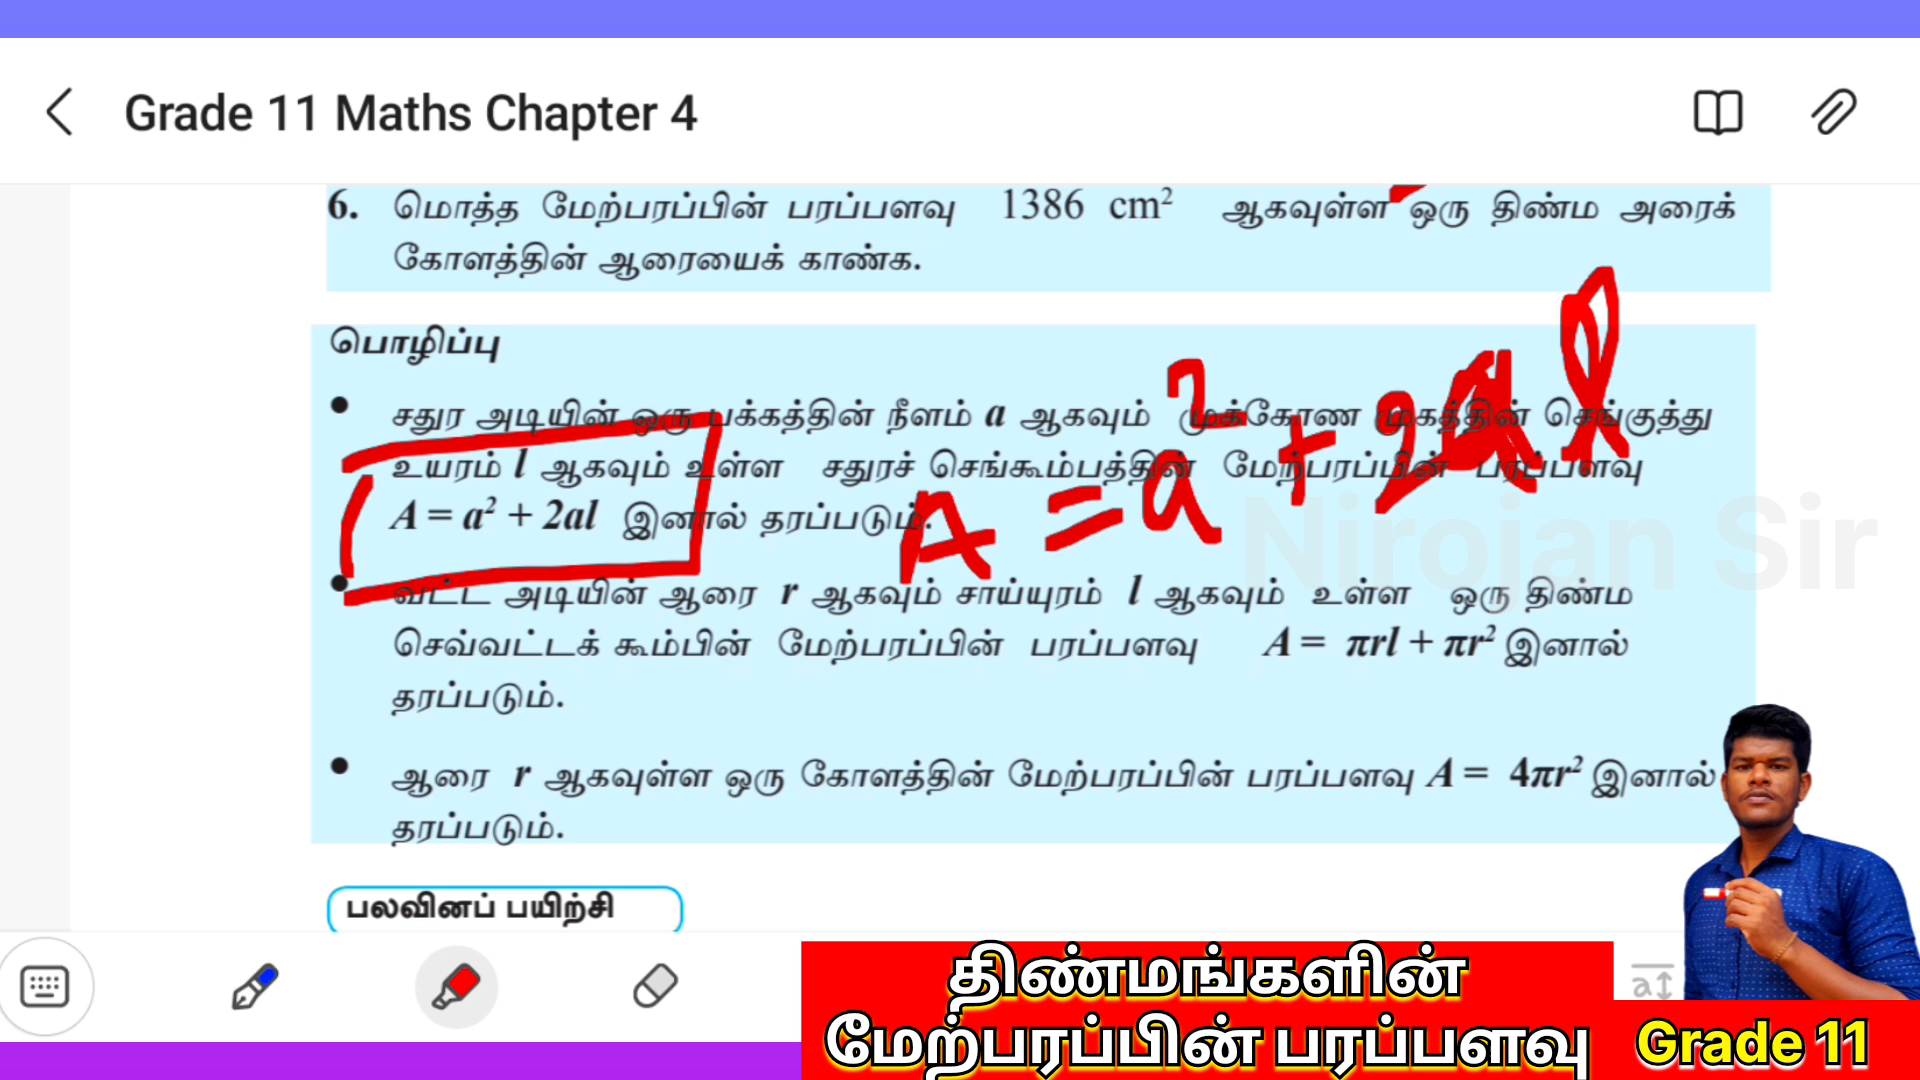 Grade 11 Maths Chapter 4
6. மொத்த மேற்பரப்பின் பரப்பளவு 1386 cm² ஆகவுள்ள ஒரு திண்ம அரைக்
கோளத்தின் ஆரையைக் காண்க.
பொழிப்பு
● சதுர அடியின் ஒரு பக்கத்தின் நீளம் a ஆகவும் முக்கோண முகத்தின் செங்குத்து
உயரம் l ஆகவும் உள்ள சதுரச் செங்கூம்பத்தின் மேற்பரப்பின் பரப்பளவு
A = a² + 2al இனால் தரப்படும்.
A = a² + 2al
Nirojan Sir
● வட்ட அடியின் ஆரை r ஆகவும் சாய்யுரம் l ஆகவும் உள்ள ஒரு திண்ம
செவ்வட்டக் கூம்பின் மேற்பரப்பின் பரப்பளவு A = πrl + πr² இனால்
தரப்படும்.
● ஆரை r ஆகவுள்ள ஒரு கோளத்தின் மேற்பரப்பின் பரப்பளவு A = 4πr² இனால்
தரப்படும்.
பலவினப் பயிற்சி
திண்மங்களின்
மேற்பரப்பின் பரப்பளவு
Grade 11